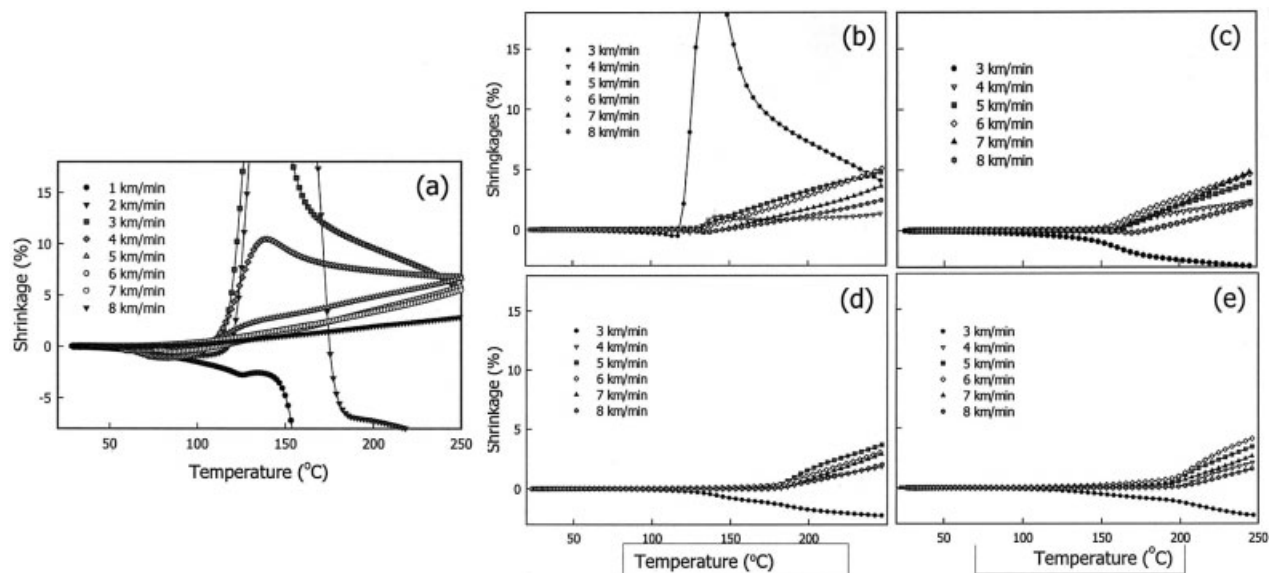 (a)
1 km/min
2 km/min
3 km/min
4 km/min
5 km/min
6 km/min
7 km/min
8 km/min
Shrinkage (%)
15
10
5
0
-5
50
100
150
200
250
Temperature (°C)
(b)
3 km/min
4 km/min
5 km/min
6 km/min
7 km/min
8 km/min
Shringkages (%)
15
10
5
0
(c)
3 km/min
4 km/min
5 km/min
6 km/min
7 km/min
8 km/min
(d)
3 km/min
4 km/min
5 km/min
6 km/min
7 km/min
8 km/min
Shrinkage (%)
15
10
5
0
50
100
150
200
Temperature (°C)
(e)
3 km/min
4 km/min
5 km/min
6 km/min
7 km/min
8 km/min
50
100
150
200
250
Temperature (°C)